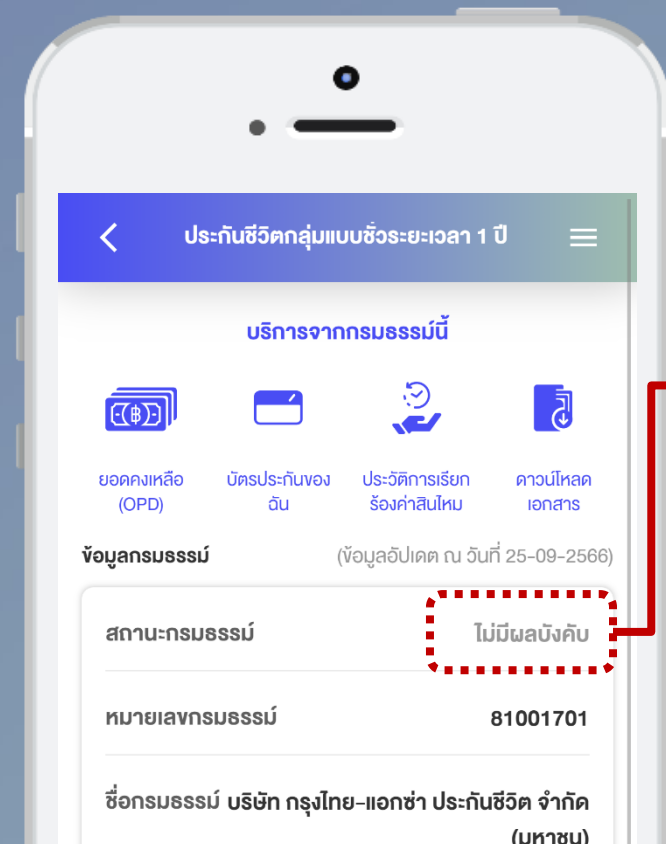 ประกันชีวิตกลุ่มแบบชั่วระยะเวลา 1 ปี
บริการจากกรมธรรม์นี้
ยอดคงเหลือ
(OPD)
บัตรประกันของ
ฉัน
ประวัติการเรียก
ร้องค่าสินไหม
ดาวน์โหลด
เอกสาร
ข้อมูลกรมธรรม์ (ข้อมูลอัปเดต ณ วันที่ 25-09-2566)
สถานะกรมธรรม์ ไม่มีผลบังคับ
หมายเลขกรมธรรม์ 81001701
ชื่อกรมธรรม์ บริษัท กรุงไทย-แอกซ่า ประกันชีวิต จำกัด
(มหาชน)